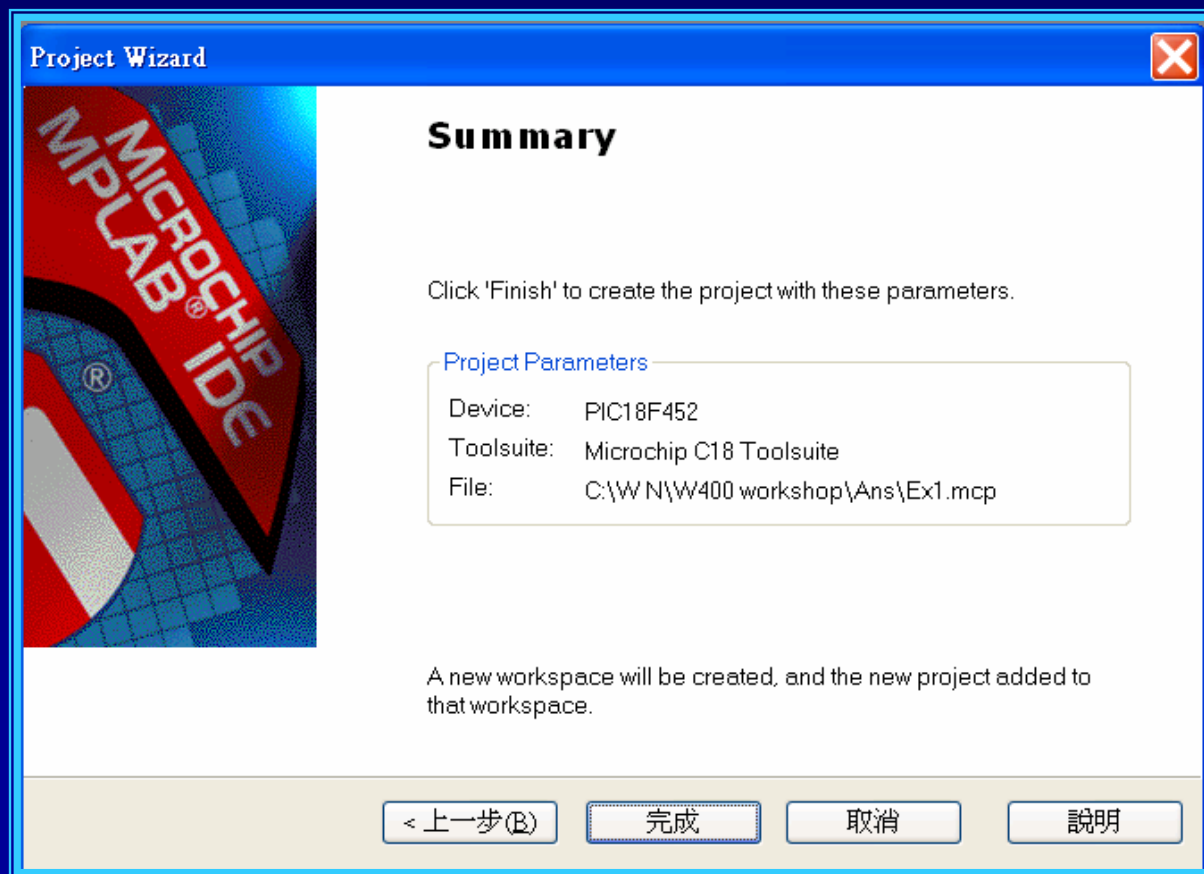 Project Wizard
MICROCHIP
MPLAB® IDE
®
Summary
Click 'Finish' to create the project with these parameters.
Project Parameters
Device: PIC18F452
Toolsuite: Microchip C18 Toolsuite
File: C:\W N\W400 workshop\Ans\Ex1.mcp
A new workspace will be created, and the new project added to
that workspace.
< 上一步(B) 完成 取消 說明